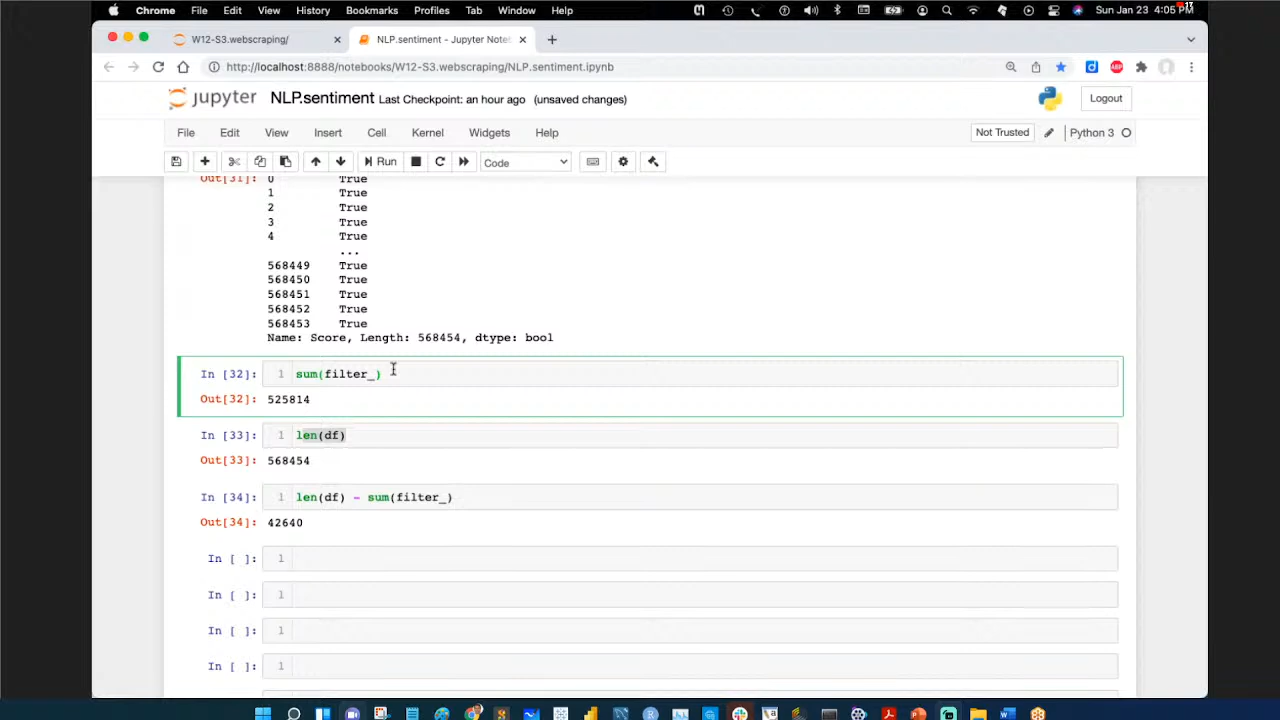 Chrome File Edit View History Bookmarks Profiles Tab Window Help Sun Jan 23 4:05 PM
W12-S3.webscraping/ NLP.sentiment - Jupyter Note
http://localhost:8888/notebooks/W12-S3.webscraping/NLP.sentiment.ipynb
jupyter NLP.sentiment Last Checkpoint: an hour ago (unsaved changes) Logout
File Edit View Insert Cell Kernel Widgets Help Not Trusted Python 3
Run Code
Out[31]: 0 True
1 True
2 True
3 True
4 True
...
568449 True
568450 True
568451 True
568452 True
568453 True
Name: Score, Length: 568454, dtype: bool
In [32]: 1 sum(filter_)
Out[32]: 525814
In [33]: 1 len(df)
Out[33]: 568454
In [34]: 1 len(df) - sum(filter_)
Out[34]: 42640
In [ ]: 1
In [ ]: 1
In [ ]: 1
In [ ]: 1